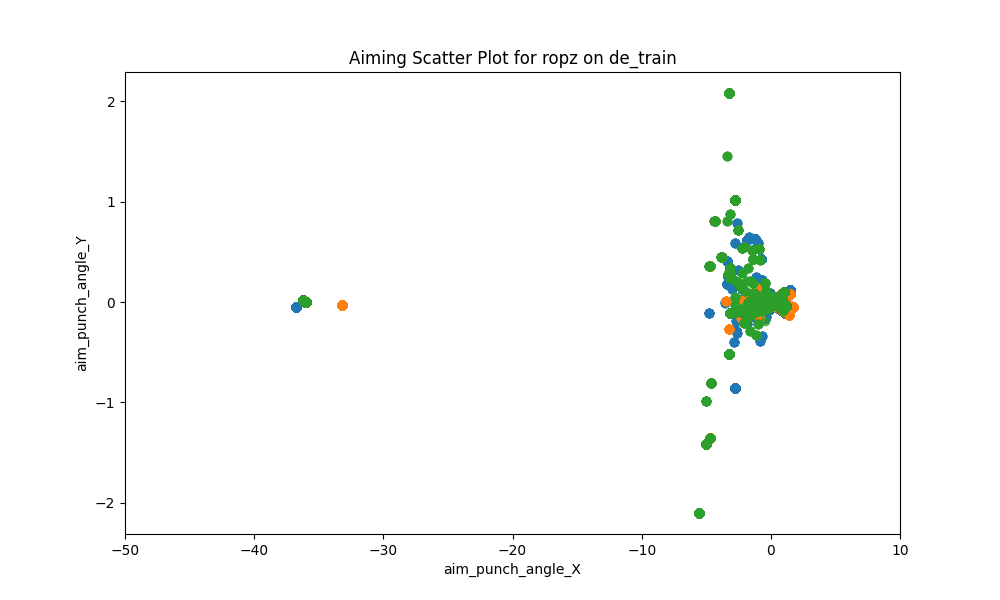 Aiming Scatter Plot for ropz on de_train
aim_punch_angle_Y
2
1
0
−1
−2
−50 −40 −30 −20 −10 0 10
aim_punch_angle_X